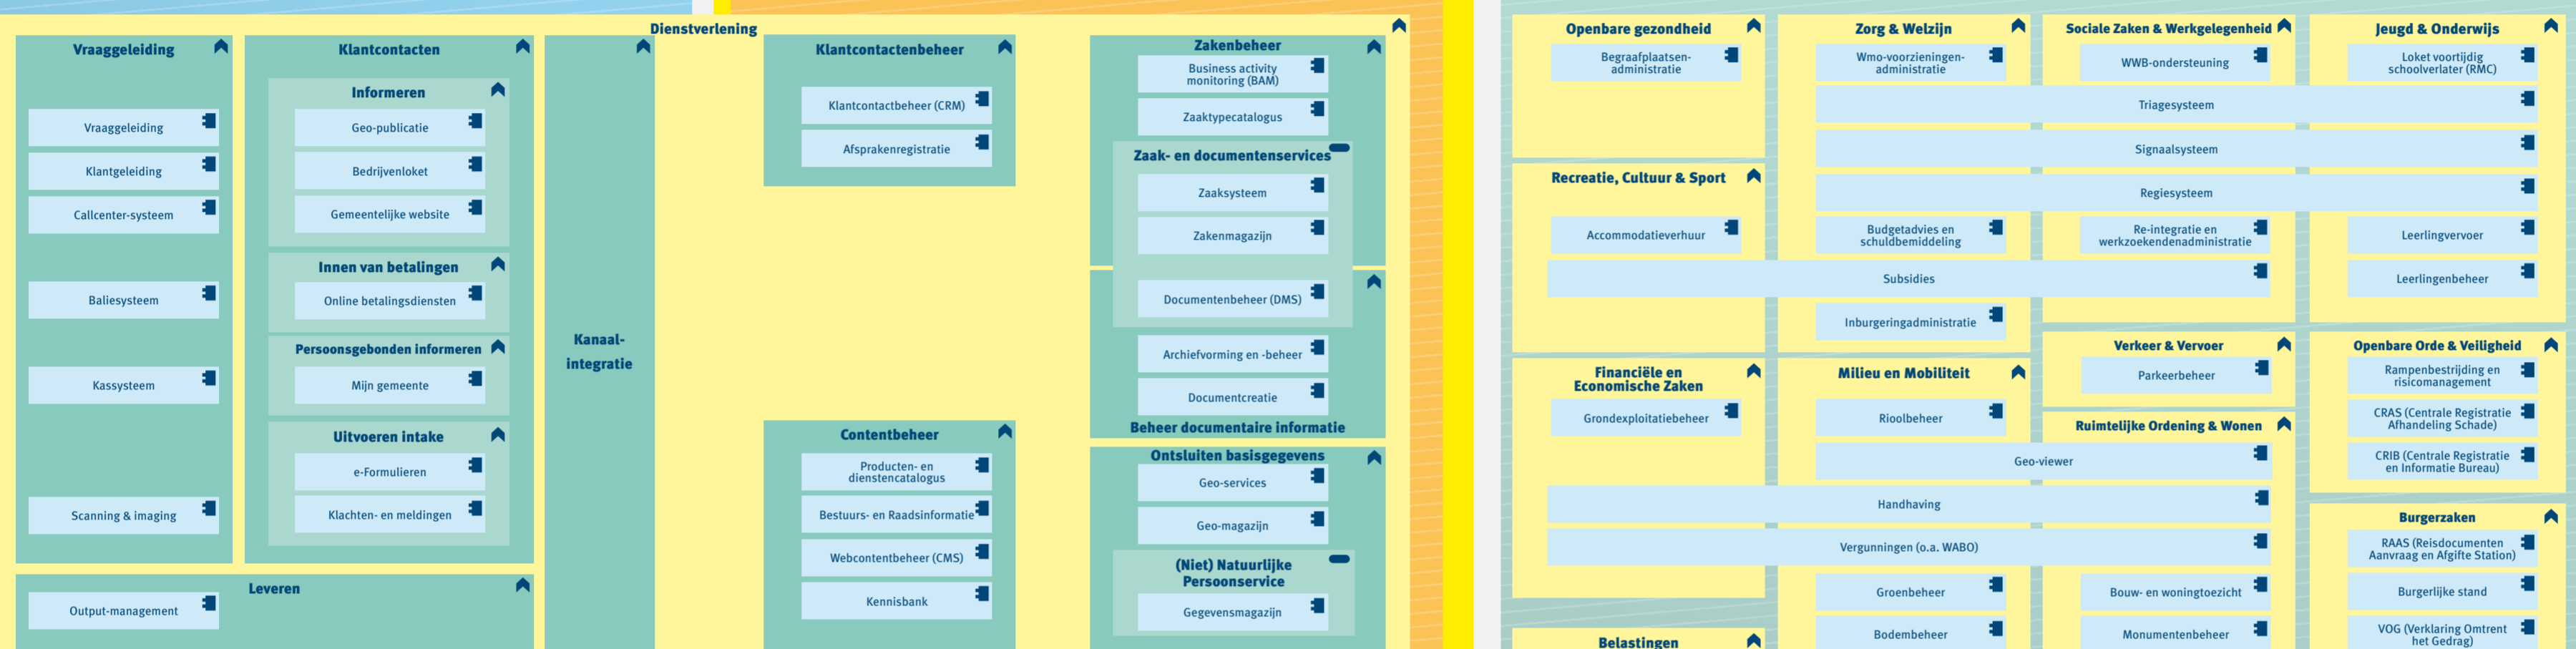 Dienstverlening
Vraaggeleiding
Vraaggeleiding
Klantgeleiding
Callcenter-systeem
Baliesysteem
Kassysteem
Scanning & imaging
Leveren
Output-management
Klantcontacten
Informeren
Geo-publicatie
Bedrijvenloket
Gemeentelijke website
Innen van betalingen
Online betalingsdiensten
Persoonsgebonden informeren
Mijn gemeente
Uitvoeren intake
e-Formulieren
Klachten- en meldingen
Kanaal-
integratie
Klantcontactenbeheer
Klantcontactbeheer (CRM)
Afsprakenregistratie
Contentbeheer
Producten- en
dienstencatalogus
Bestuurs- en Raadsinformatie
Webcontentbeheer (CMS)
Kennisbank
Zakenbeheer
Business activity
monitoring (BAM)
Zaaktypecatalogus
Zaak- en documentenservices
Zaaksysteem
Zakenmagazijn
Documentenbeheer (DMS)
Archiefvorming en -beheer
Documentcreatie
Beheer documentaire informatie
Ontsluiten basisgegevens
Geo-services
Geo-magazijn
(Niet) Natuurlijke
Persoonservice
Gegevensmagazijn
Openbare gezondheid
Begraafplaatsen-
administratie
Recreatie, Cultuur & Sport
Accommodatieverhuur
Subsidies
Financiële en
Economische Zaken
Grondexploitatiebeheer
Handhaving
Vergunningen (o.a. WABO)
Belastingen
Zorg & Welzijn
Wmo-voorzieningen-
administratie
Triagesysteem
Signaalsysteem
Regiesysteem
Budgetadvies en
schuldbemiddeling
Inburgeringadministratie
Milieu en Mobiliteit
Rioolbeheer
Geo-viewer
Groenbeheer
Bodembeheer
Sociale Zaken & Werkgelegenheid
WWB-ondersteuning
Re-integratie en
werkzoekendenadministratie
Verkeer & Vervoer
Parkeerbeheer
Ruimtelijke Ordening & Wonen
Bouw- en woningtoezicht
Monumentenbeheer
Jeugd & Onderwijs
Loket voortijdig
schoolverlater (RMC)
Leerlingvervoer
Leerlingenbeheer
Openbare Orde & Veiligheid
Rampenbestrijding en
risicomanagement
CRAS (Centrale Registratie
Afhandeling Schade)
CRIB (Centrale Registratie
en Informatie Bureau)
Burgerzaken
RAAS (Reisdocumenten
Aanvraag en Afgifte Station)
Burgerlijke stand
VOG (Verklaring Omtrent
het Gedrag)